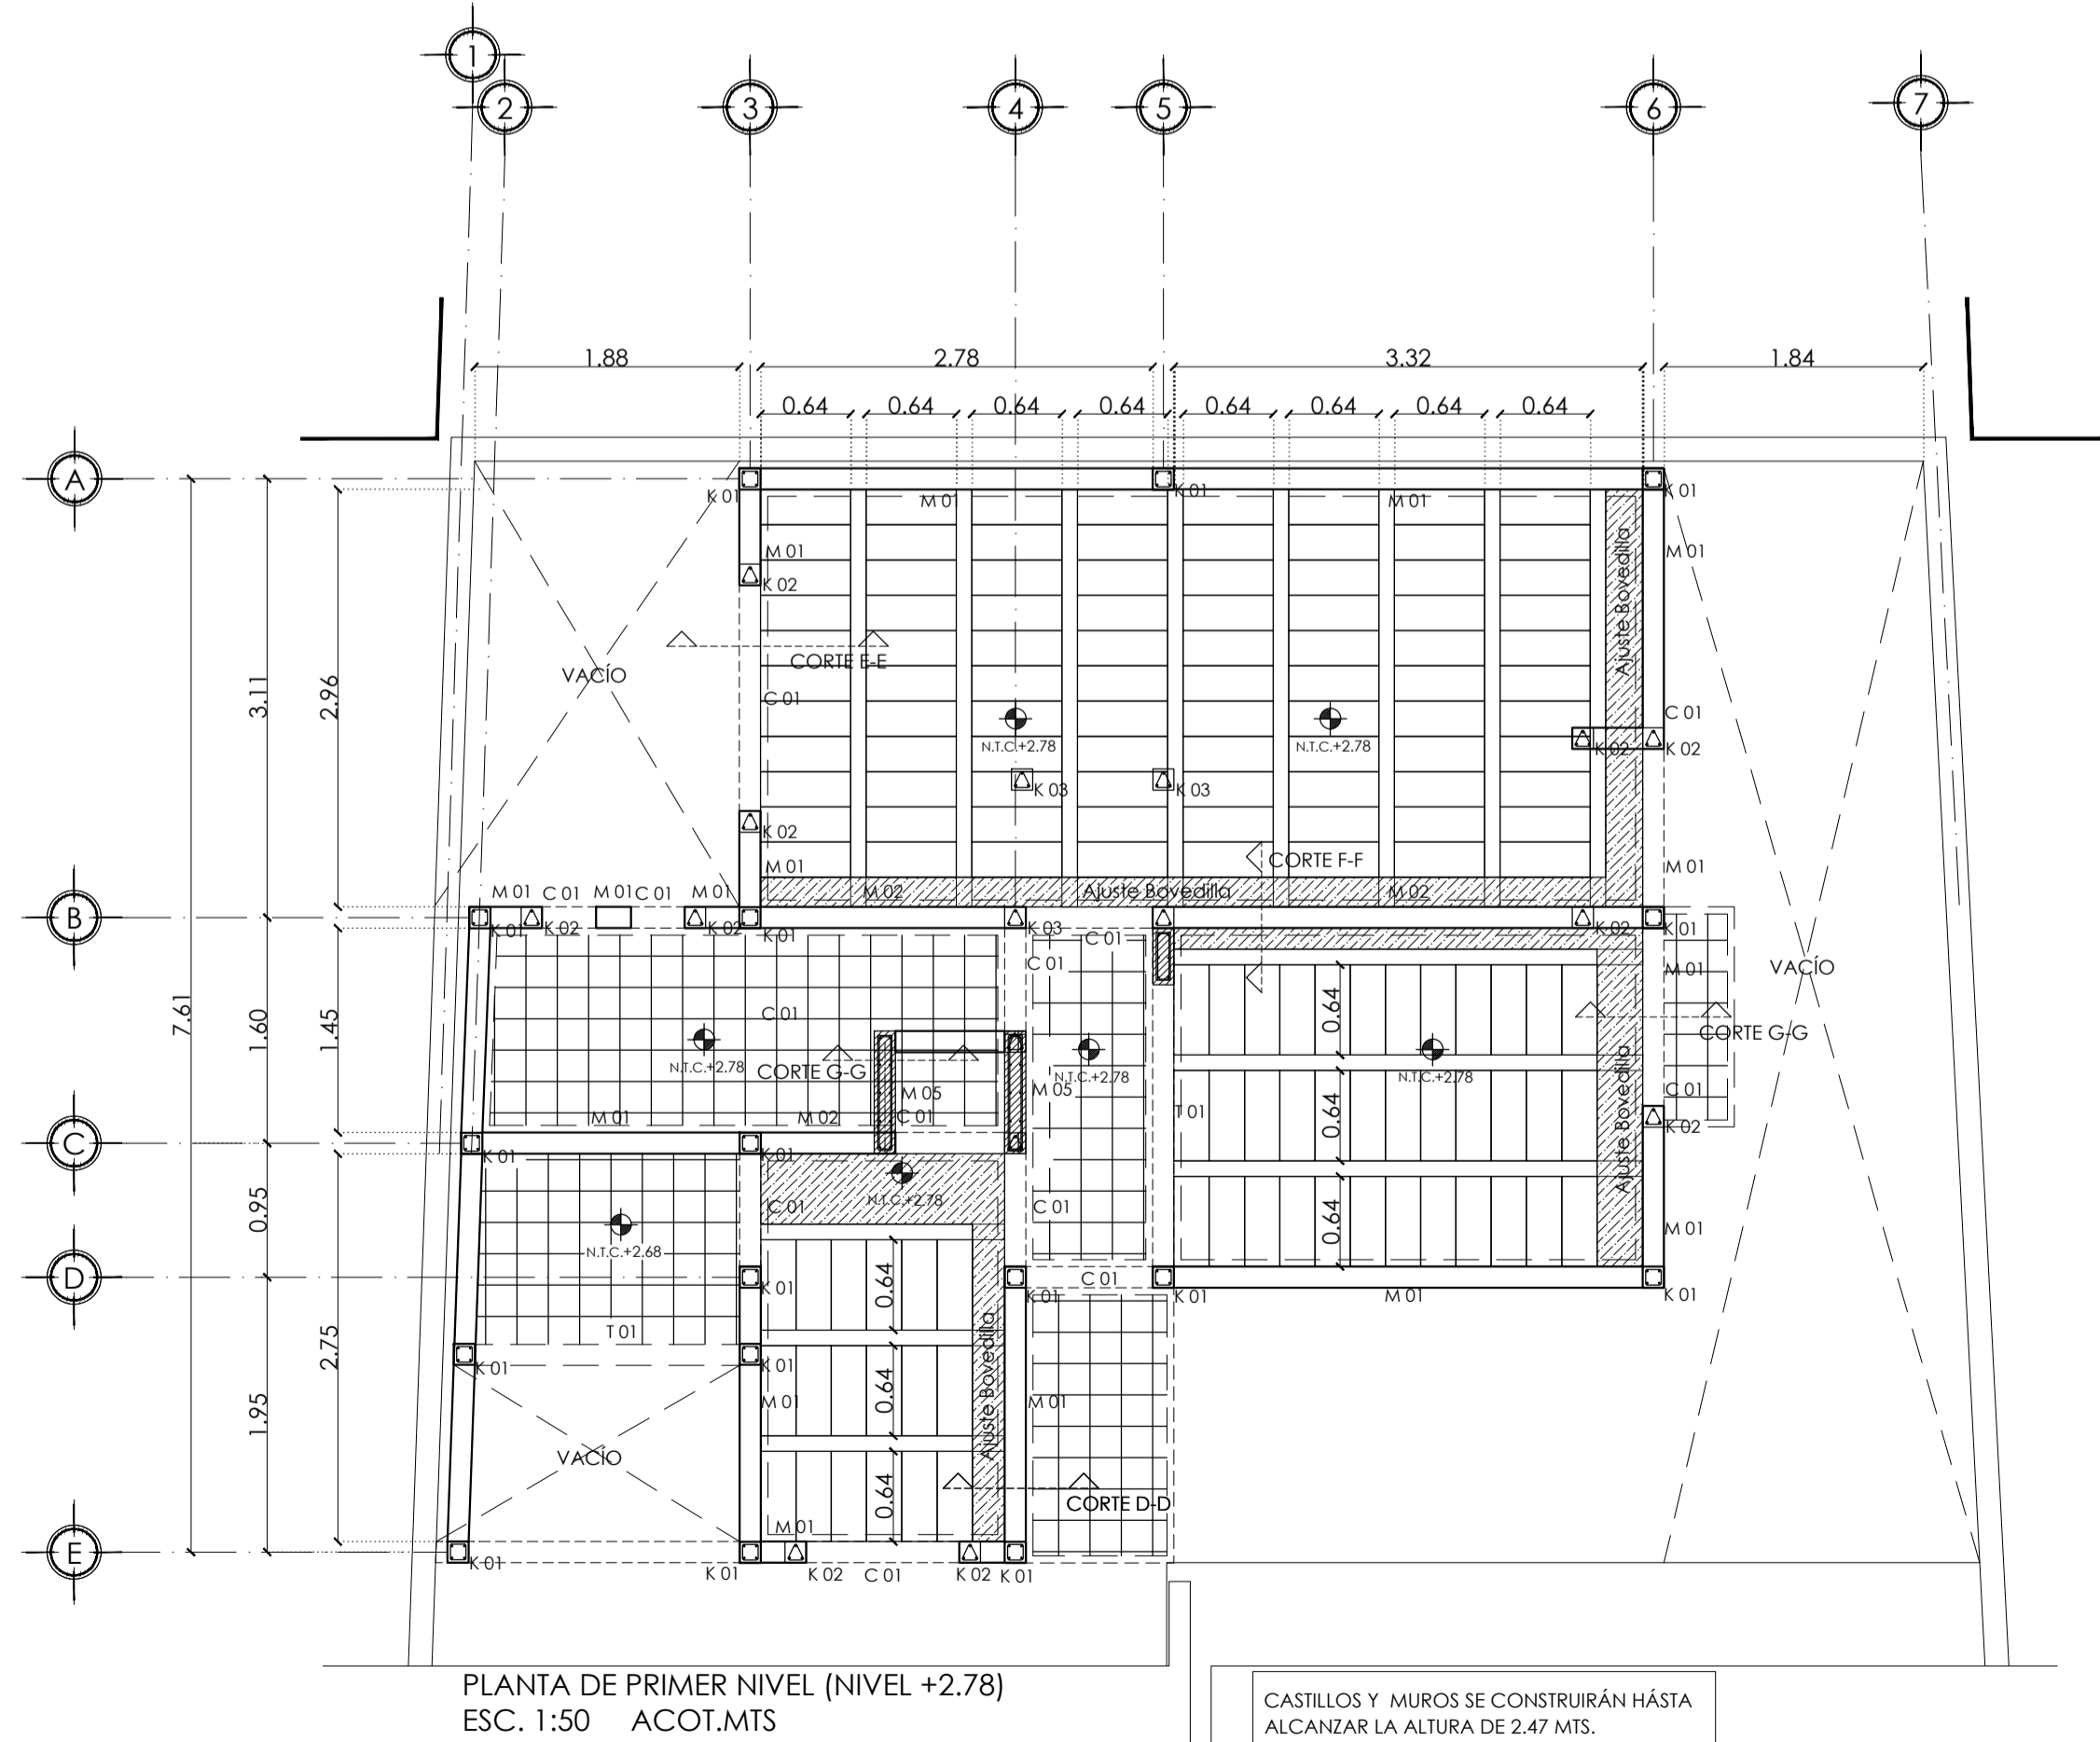 1
2
3
4
5
6
7
1.88
2.78
3.32
1.84
0.64
0.64
0.64
0.64
0.64
0.64
0.64
0.64
A
K 01
M 01
K 01
M 01
K 01
M 01
M 01
K 02
Ajuste Bovedilla
3.11
2.96
VACÍO
CORTE E-E
C 01
C 01
N.T.C.+2.78
N.T.C.+2.78
K 02
K 02
K 03
K 03
K 02
CORTE F-F
M 01
M 01
M 01
C 01
M 01
C 01
M 01
M 02
Ajuste Bovedilla
M 02
B
K 01
K 02
K 02
K 01
K 03
C 01
K 02
K 01
C 01
M 01
VACÍO
7.61
1.60
1.45
C 01
0.64
CORTE G-G
N.T.C.+2.78
CORTE G-G
N.T.C.+2.78
N.T.C.+2.78
M 05
M 05
C 01
M 01
M 02
C 01
T 01
0.64
K 02
Ajuste Bovedilla
C
K 01
K 01
N.T.C.+2.78
0.95
C 01
C 01
0.64
M 01
N.T.C.+2.68
D
K 01
0.64
K 01
C 01
K 01
M 01
K 01
T 01
2.75
K 01
K 01
Ajuste Bovedilla
1.95
M 01
0.64
M 01
VACÍO
0.64
CORTE D-D
M 01
E
K 01
K 01
K 02
C 01
K 02
K 01
PLANTA DE PRIMER NIVEL (NIVEL +2.78)
ESC. 1:50 ACOT.MTS
CASTILLOS Y MUROS SE CONSTRUIRÁN HÁSTA
ALCANZAR LA ALTURA DE 2.47 MTS.